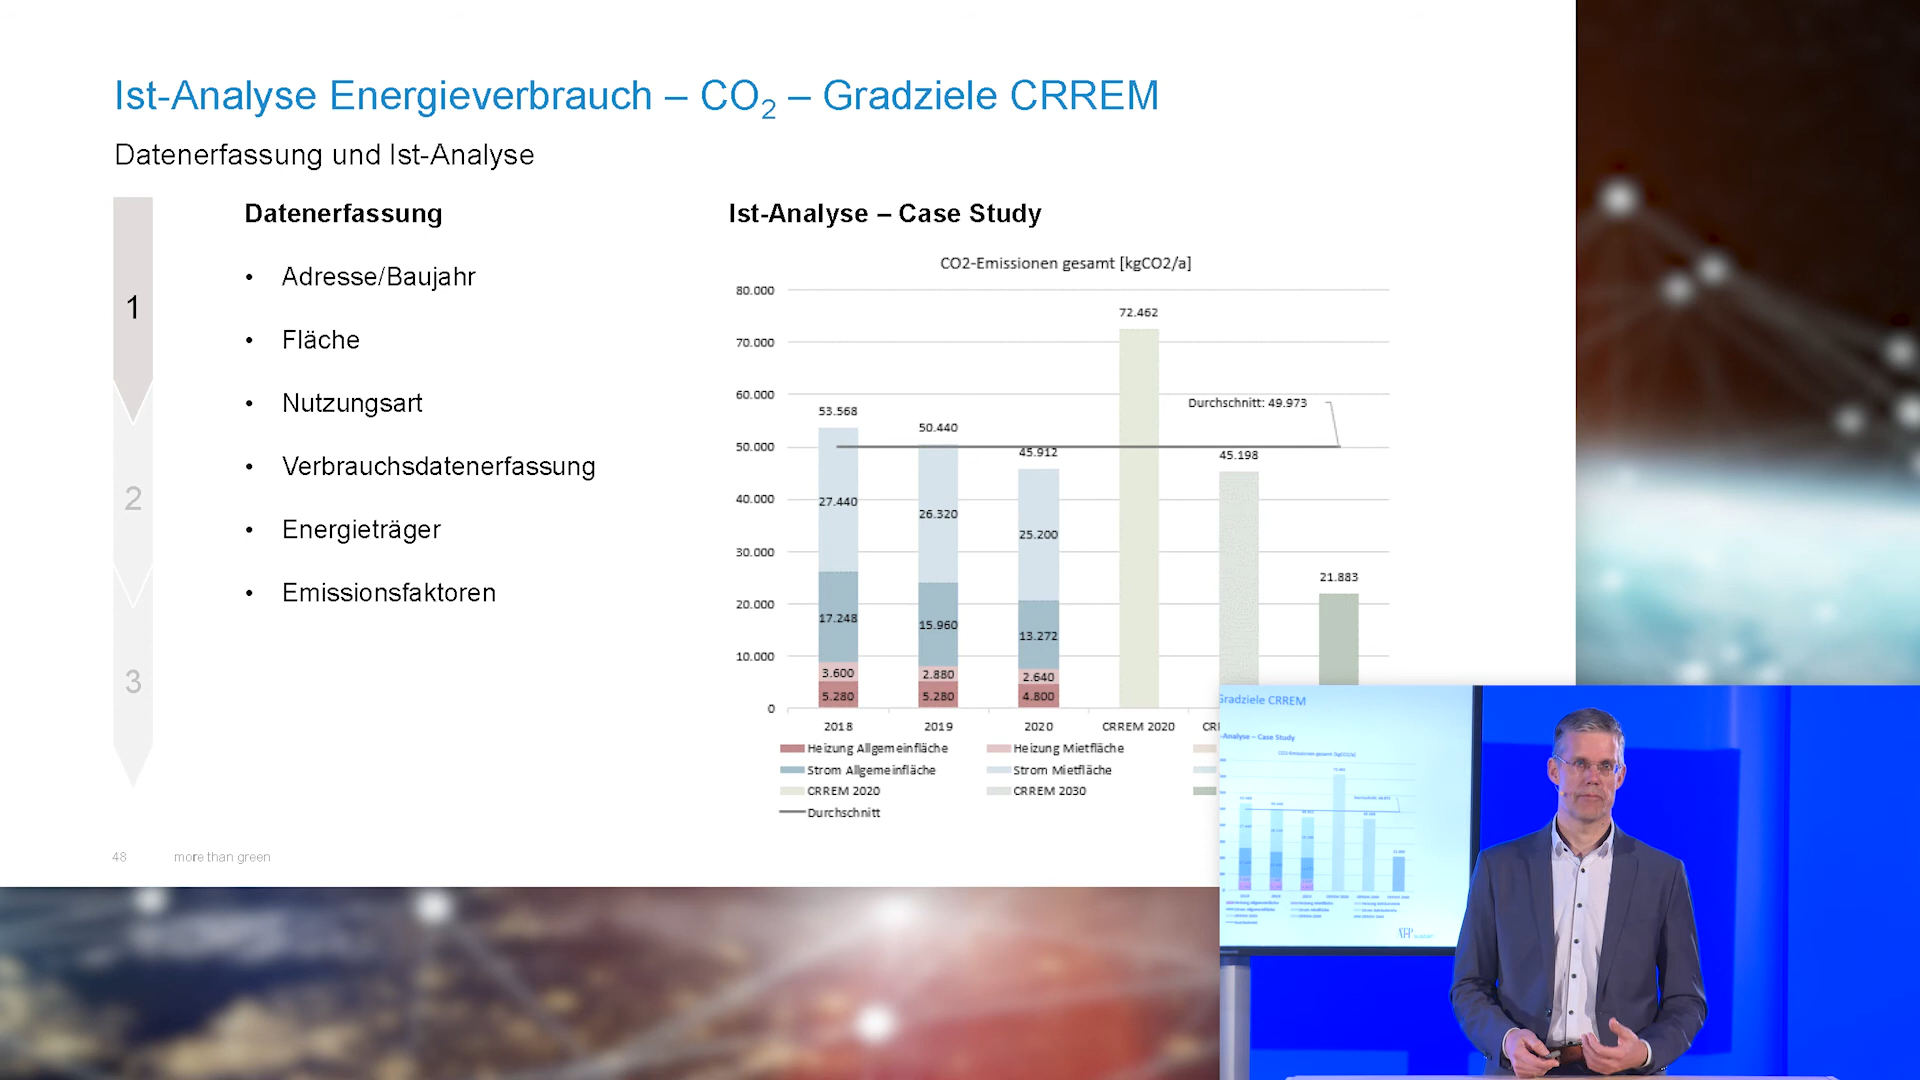 Ist-Analyse Energieverbrauch – CO2 – Gradziele CRREM
Datenerfassung und Ist-Analyse
1
2
3
Datenerfassung
• Adresse/Baujahr
• Fläche
• Nutzungsart
• Verbrauchsdatenerfassung
• Energieträger
• Emissionsfaktoren
Ist-Analyse – Case Study
CO2-Emissionen gesamt [kgCO2/a]
80.000
70.000
60.000
50.000
40.000
30.000
20.000
10.000
0
53.568
27.440
17.248
3.600
5.280
50.440
26.320
15.960
2.880
5.280
45.912
25.200
13.272
2.640
4.800
72.462
Durchschnitt: 49.973
45.198
21.883
2018 2019 2020 CRREM 2020
Heizung Allgemeinfläche Heizung Mietfläche
Strom Allgemeinfläche Strom Mietfläche
CRREM 2020 CRREM 2030
Durchschnitt
48 more than green
Gradziele CRREM
-Analyse – Case Study
CO2-Emissionen gesamt [kgCO2/a]
ATP